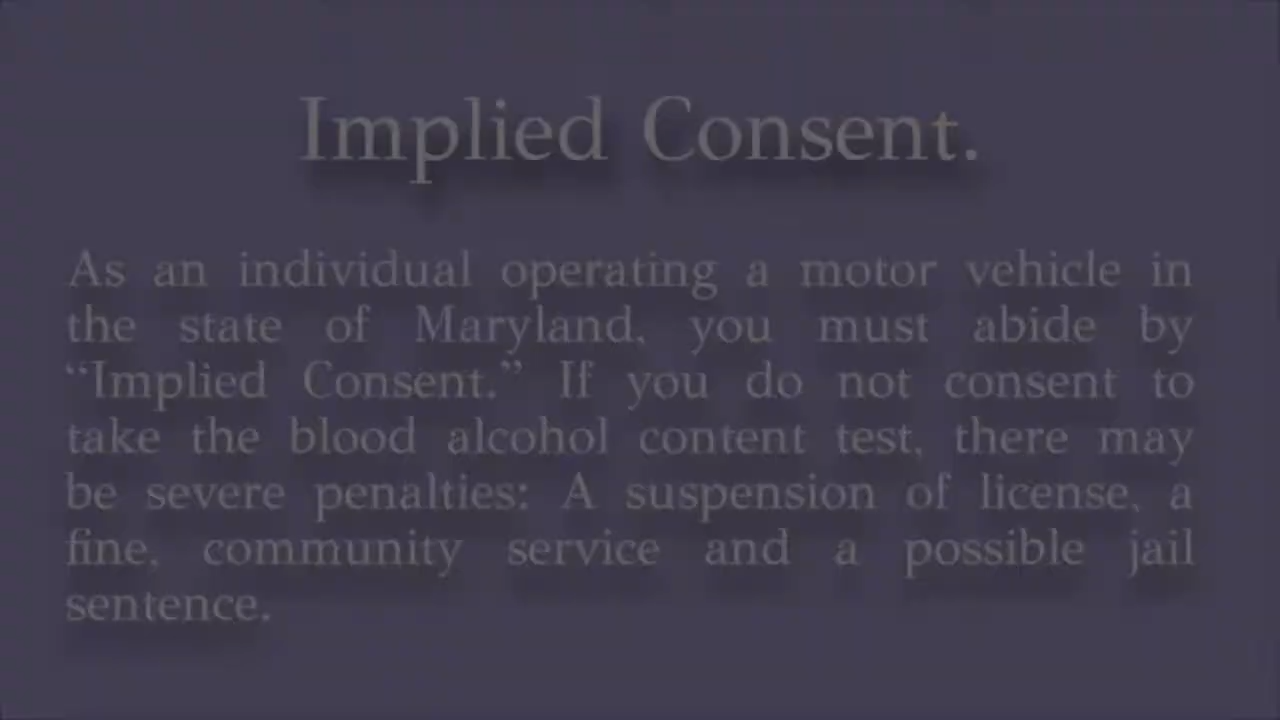 Implied Consent.
As an individual operating a motor vehicle in
the state of Maryland, you must abide by
“Implied Consent.” If you do not consent to
take the blood alcohol content test, there may
be severe penalties: A suspension of license, a
fine, community service and a possible jail
sentence.